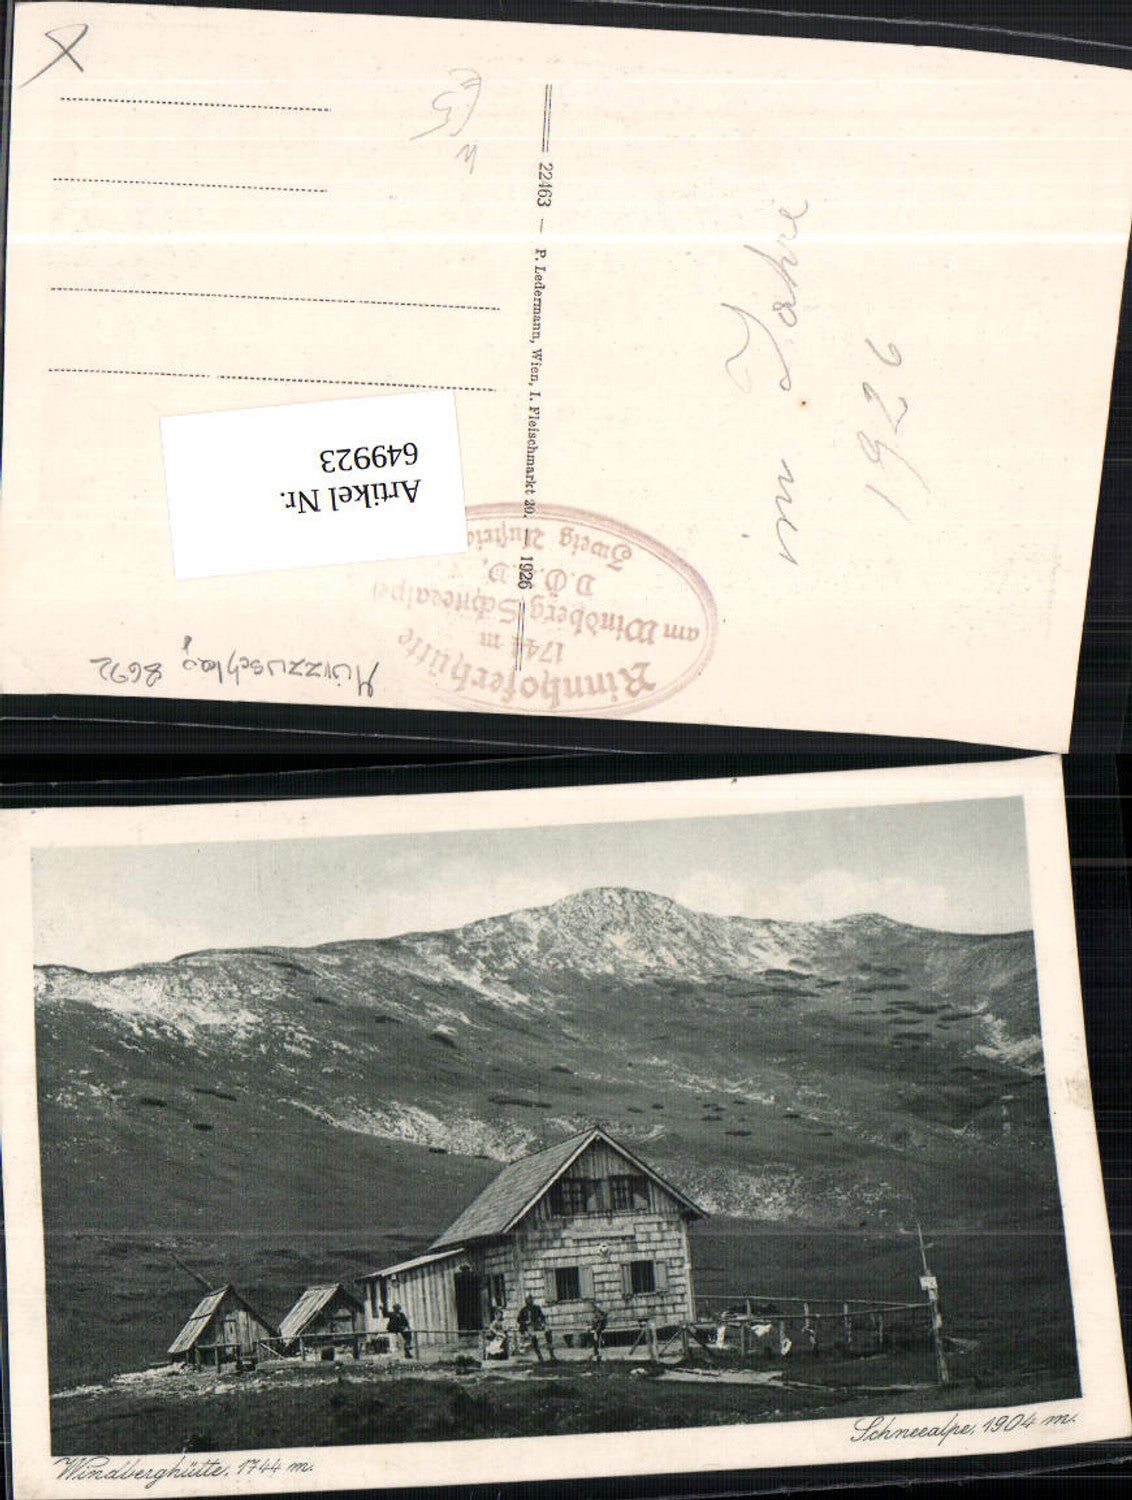 22463 — P. Ledermann, Wien, I. Fleischmarkt 20. — 1926
im Jahre
1926
Artikel Nr.
649923
Rinnhoferhütte
1744 m
am Windberg (Schneealpe)
D.Ö.A.V.
Zweig
Mürzzuschlag 8692
Windberghütte, 1744 m.
Schneealpe, 1904 m.